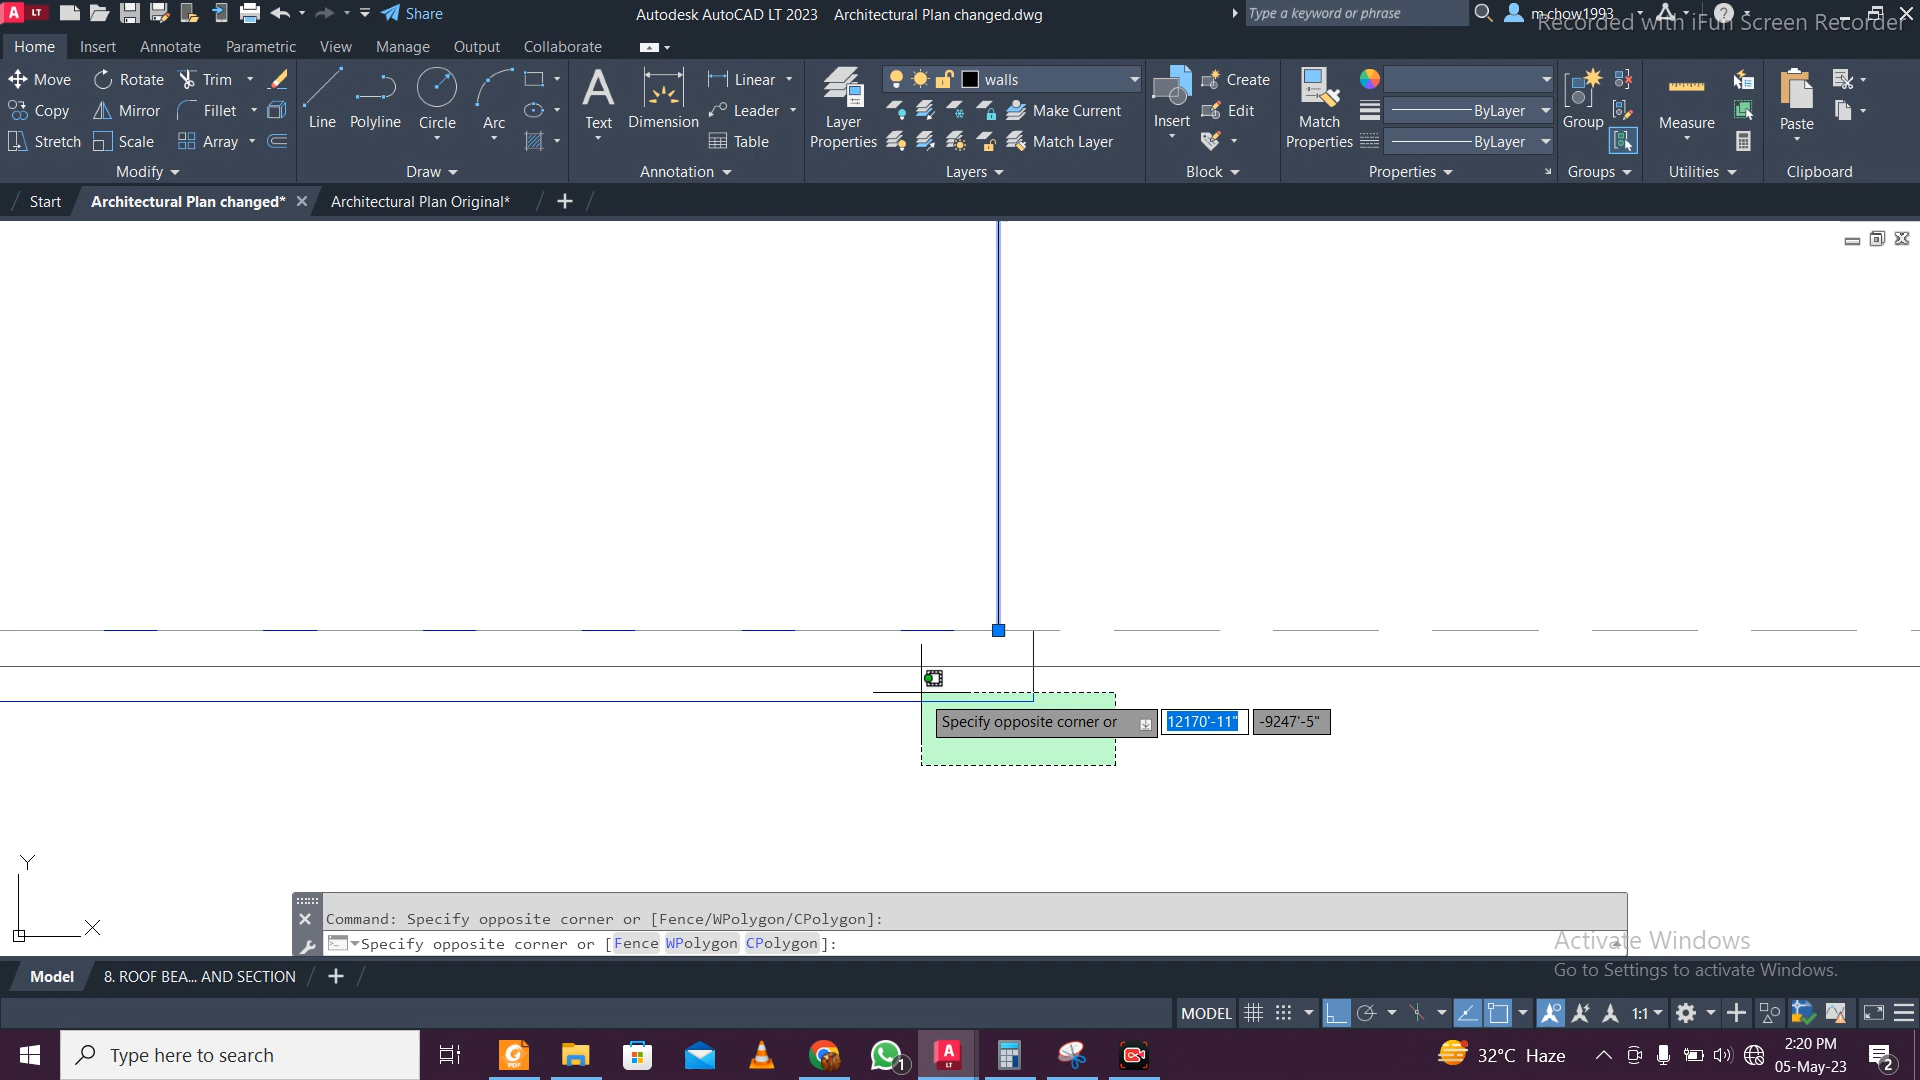 A LT Share Autodesk AutoCAD LT 2023 Architectural Plan changed.dwg Type a keyword or phrase m.chow1993
Recorded with iFun Screen Recorder
Home Insert Annotate Parametric View Manage Output Collaborate
Move Rotate Trim Linear walls Create
Copy Mirror Fillet Line Polyline Circle Arc Text Dimension Leader Layer Make Current Insert Edit Match ByLayer Group Measure Paste
Stretch Scale Array Table Properties Match Layer Properties ByLayer
Modify Draw Annotation Layers Block Properties Groups Utilities Clipboard
Start Architectural Plan changed* Architectural Plan Original*
Specify opposite corner or 12170'-11" -9247'-5"
Y
X
Command: Specify opposite corner or [Fence/WPolygon/CPolygon]:
Specify opposite corner or [Fence WPolygon CPolygon]:
Activate Windows
Go to Settings to activate Windows.
Model 8. ROOF BEA... AND SECTION
MODEL 1:1
Type here to search PDF 1 A LT 32°C Haze 2:20 PM
05-May-23 2